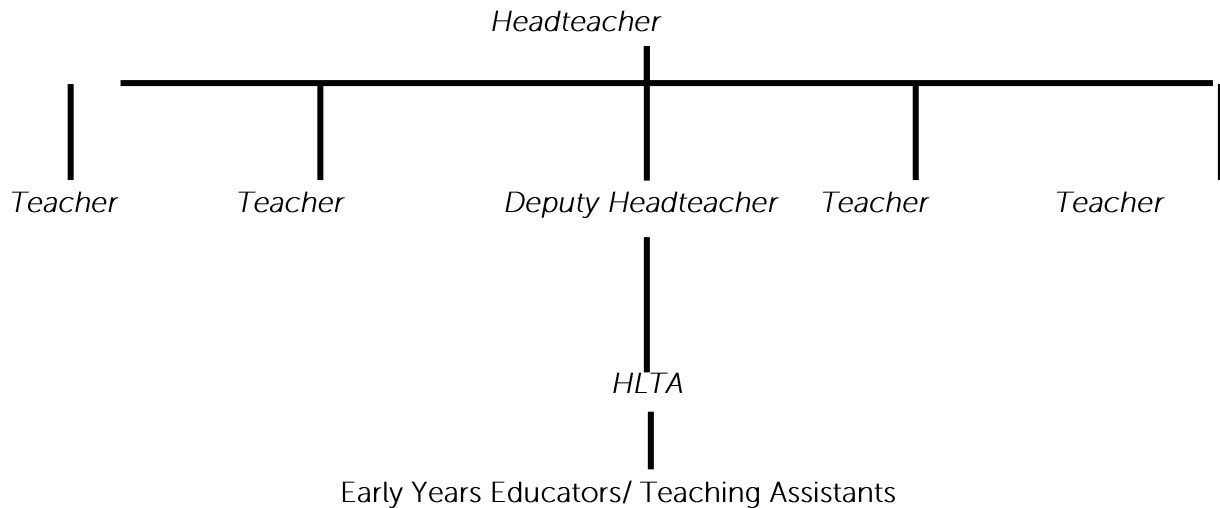 Headteacher
Teacher Teacher Deputy Headteacher Teacher Teacher
HLTA
Early Years Educators/ Teaching Assistants